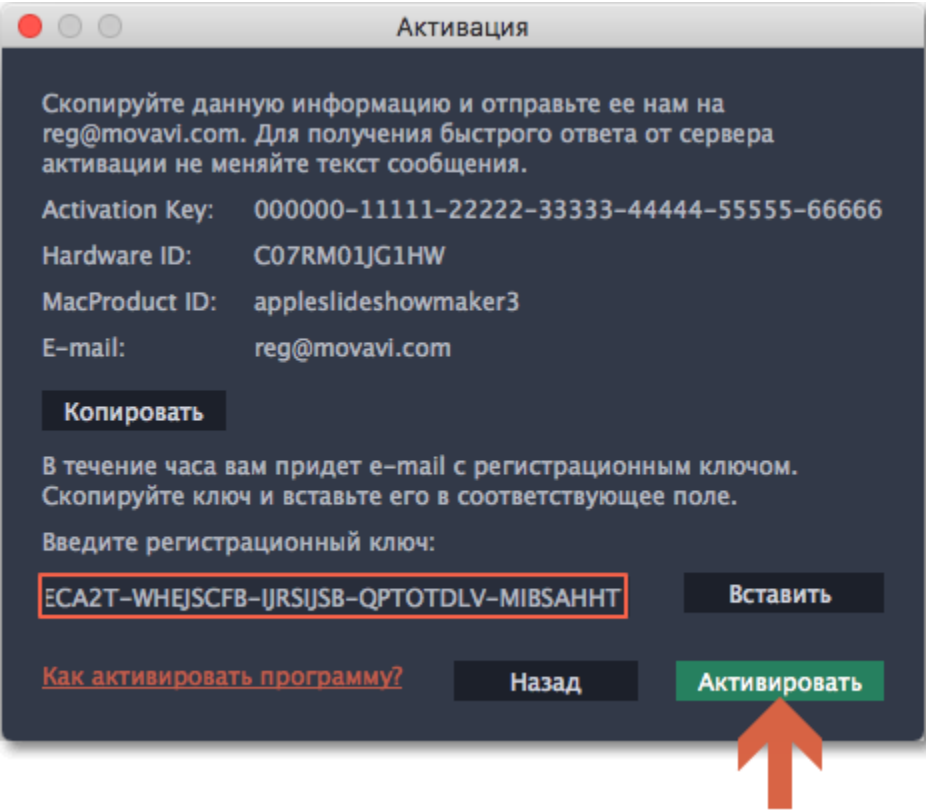 Активация
Скопируйте данную информацию и отправьте ее нам на
reg@movavi.com. Для получения быстрого ответа от сервера
активации не меняйте текст сообщения.
Activation Key: 000000-11111-22222-33333-44444-55555-66666
Hardware ID: C07RM01JG1HW
MacProduct ID: appleslideshowmaker3
E-mail: reg@movavi.com
Копировать
В течение часа вам придет e-mail с регистрационным ключом.
Скопируйте ключ и вставьте его в соответствующее поле.
Введите регистрационный ключ:
ECA2T-WHEJSCFB-IJRSIJSB-QPTOTDLV-MIBSAHHT Вставить
Как активировать программу? Назад Активировать